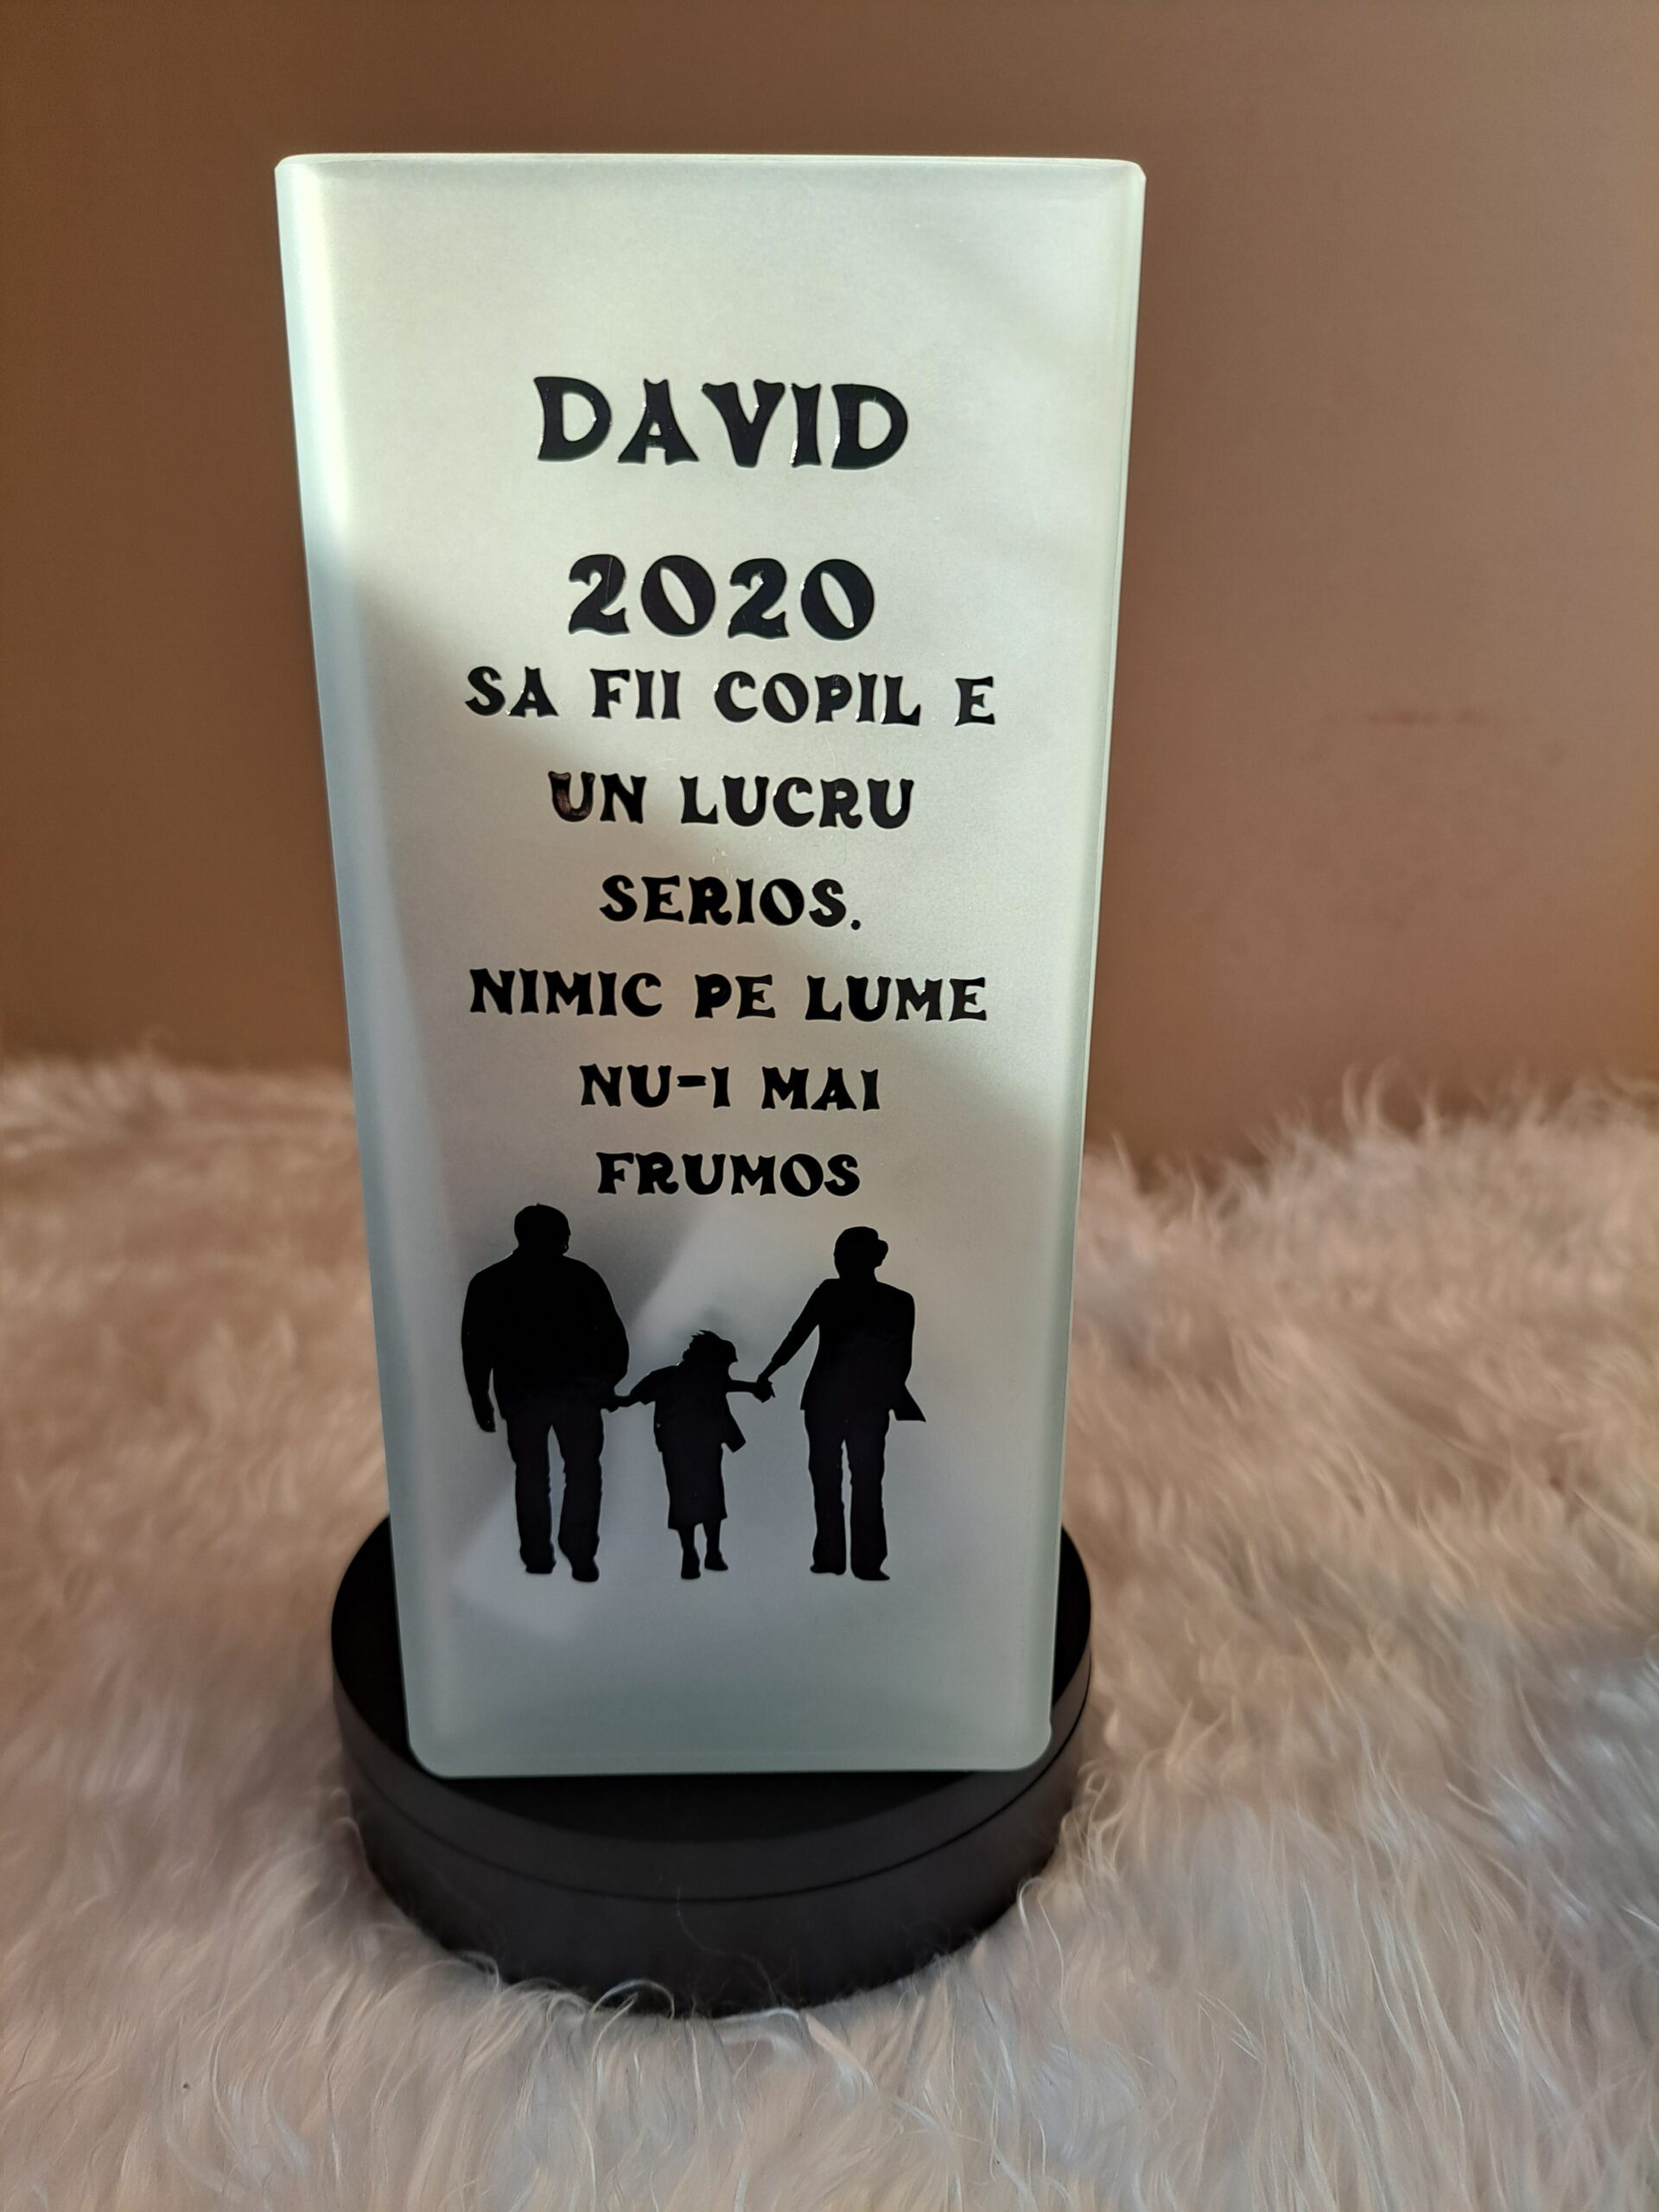 DAVID
2020
SA FII COPIL E
UN LUCRU
SERIOS.
NIMIC PE LUME
NU-I MAI
FRUMOS